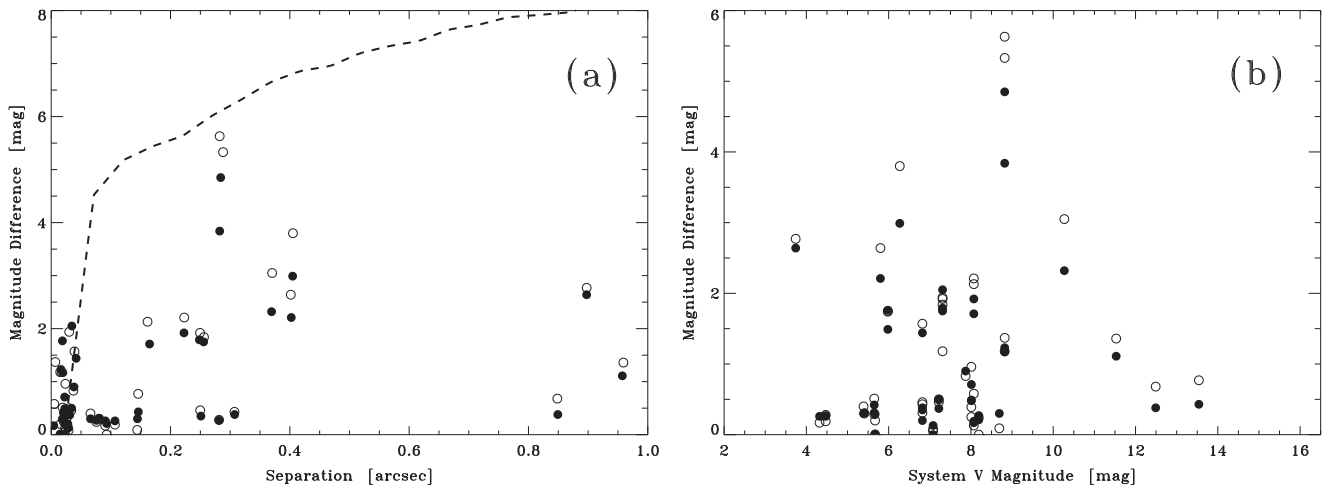 8
6
4
2
0
Magnitude Difference [mag]
(a)
0.0 0.2 0.4 0.6 0.8 1.0
Separation [arcsec]
6
4
2
0
Magnitude Difference [mag]
(b)
2 4 6 8 10 12 14 16
System V Magnitude [mag]